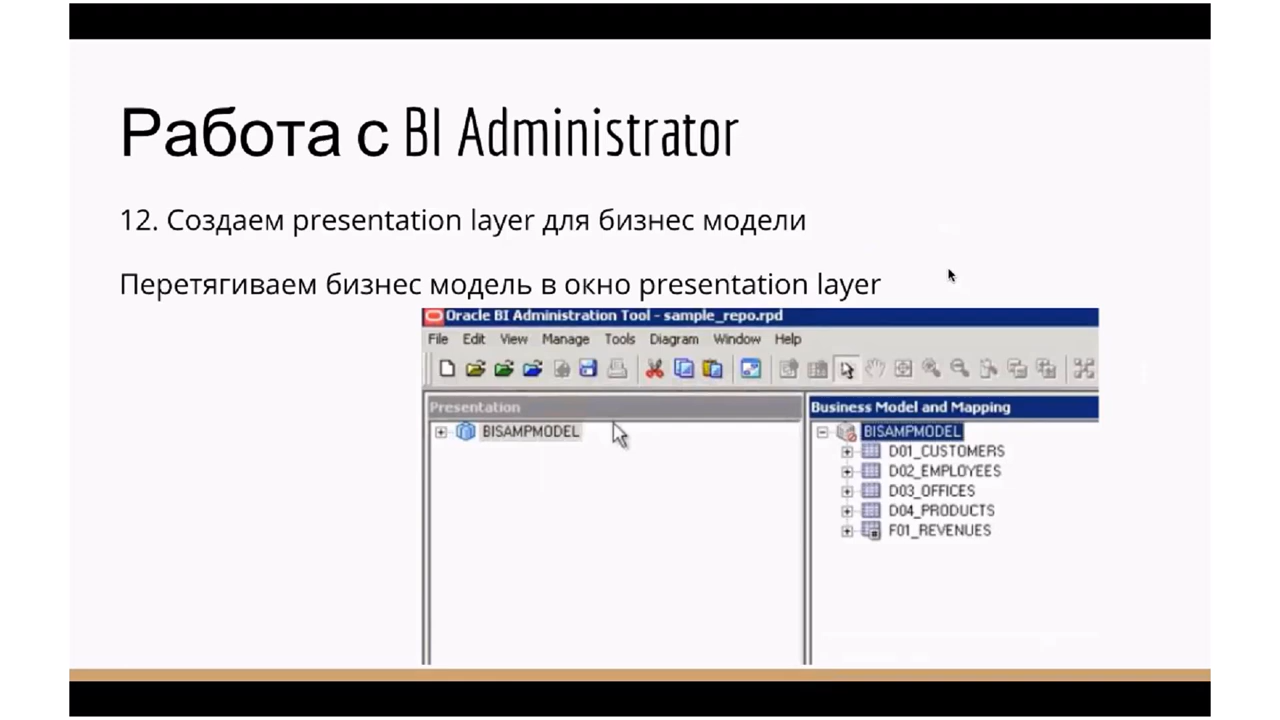 Работа с BI Administrator
12. Создаем presentation layer для бизнес модели
Перетягиваем бизнес модель в окно presentation layer
Oracle BI Administration Tool - sample_repo.rpd
File Edit View Manage Tools Diagram Window Help
Presentation
BISAMPMODEL
Business Model and Mapping
BISAMPMODEL
D01_CUSTOMERS
D02_EMPLOYEES
D03_OFFICES
D04_PRODUCTS
F01_REVENUES